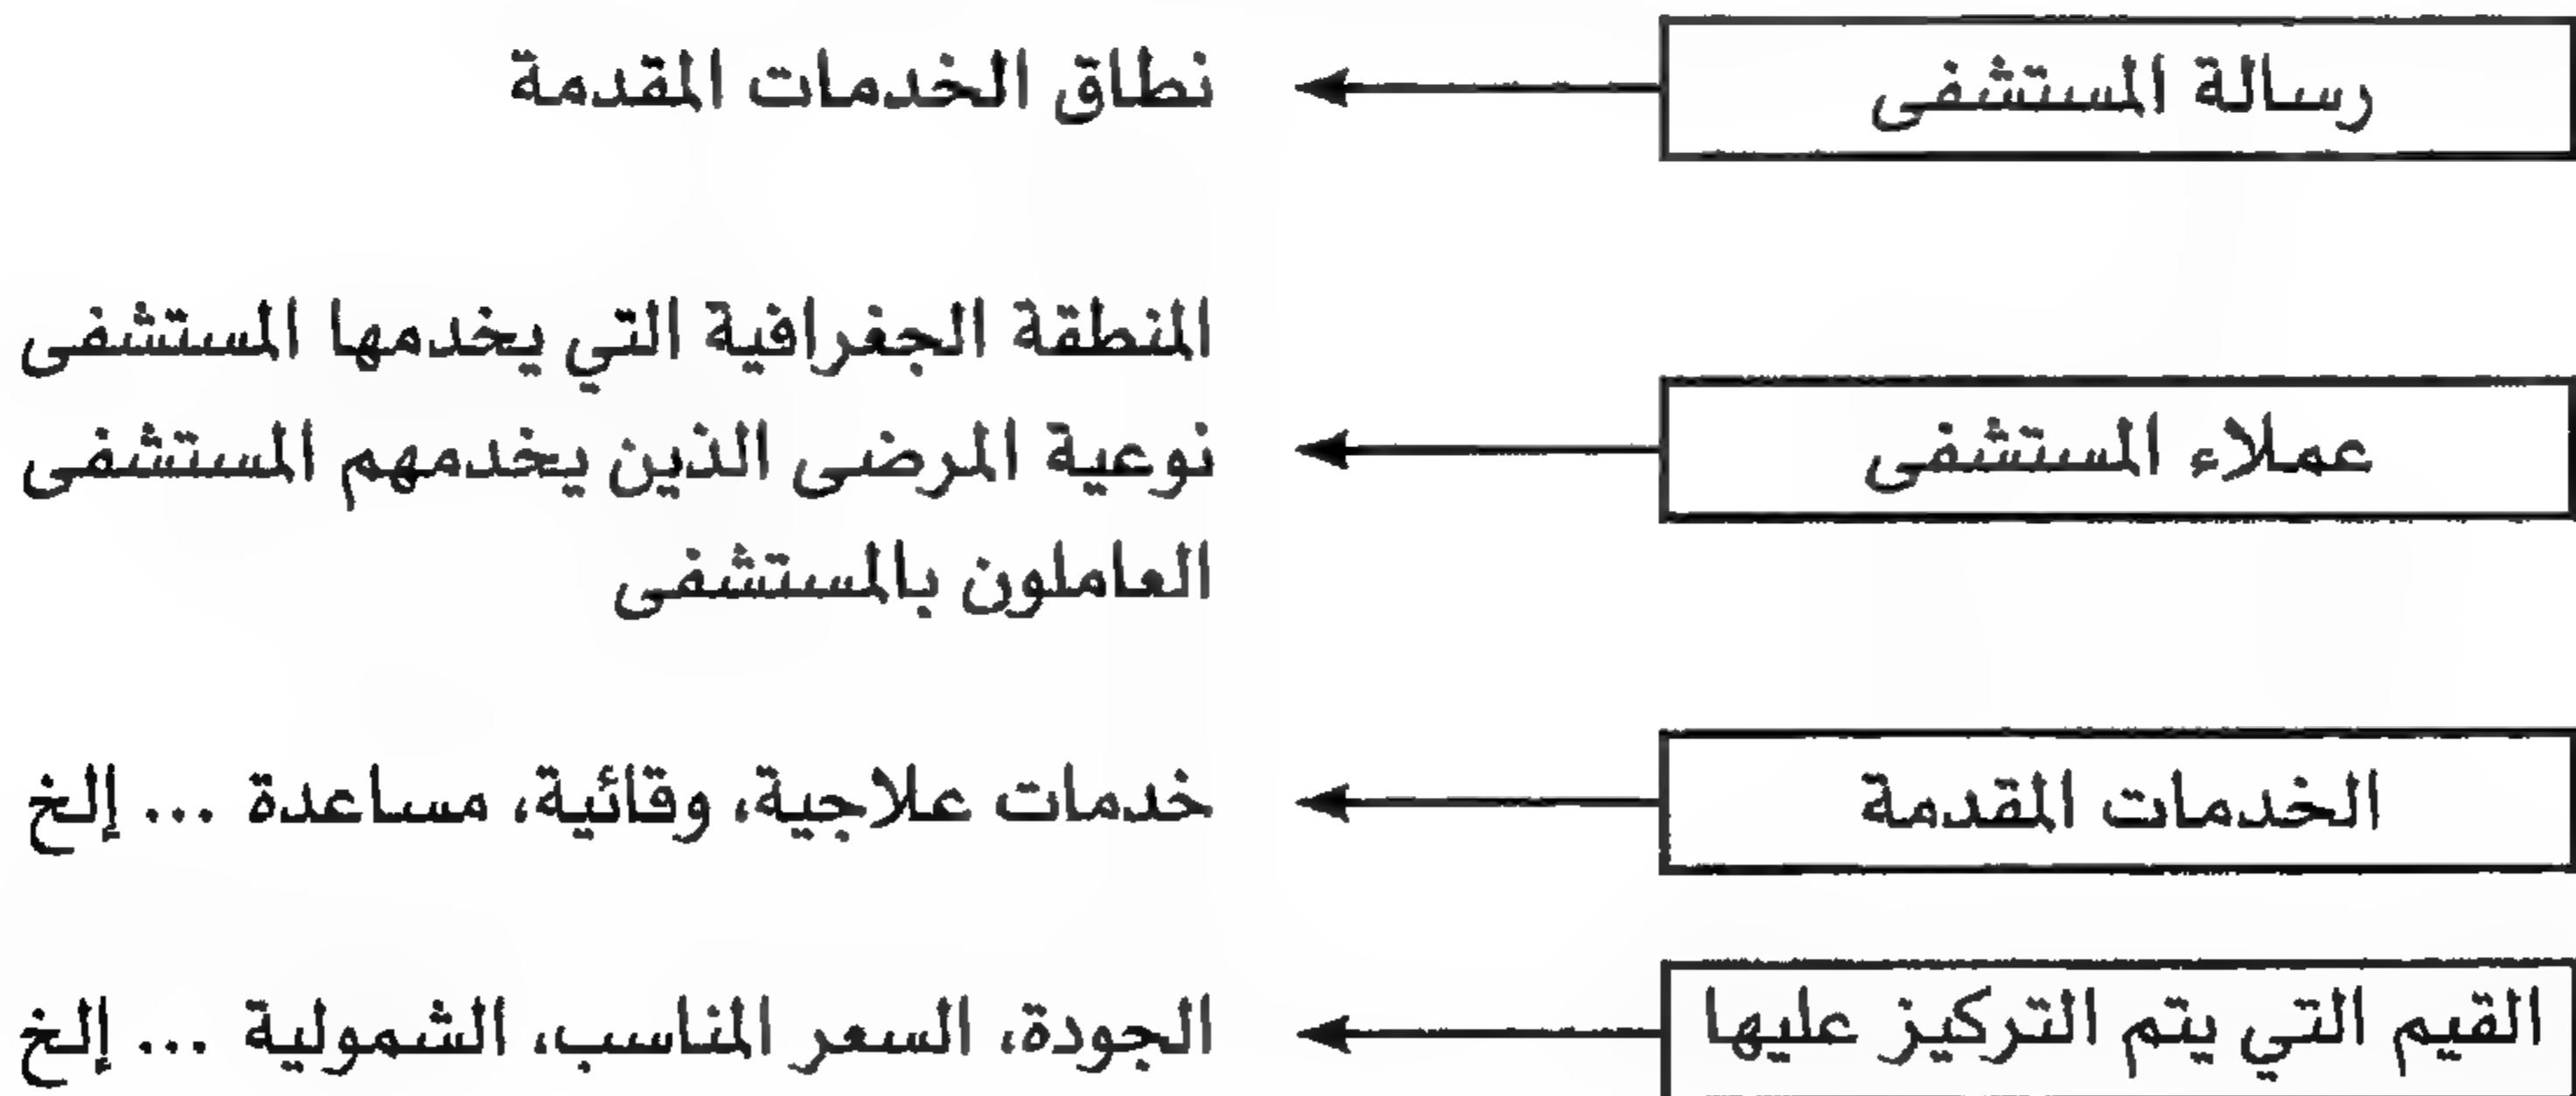 رسالة المستشفى
نطاق الخدمات المقدمة
عملاء المستشفى
المنطقة الجغرافية التي يخدمها المستشفى
نوعية المرضى الذين يخدمهم المستشفى
العاملون بالمستشفى
الخدمات المقدمة
خدمات علاجية، وقائية، مساعدة ... إلخ
القيم التي يتم التركيز عليها
الجودة، السعر المناسب، الشمولية ... إلخ